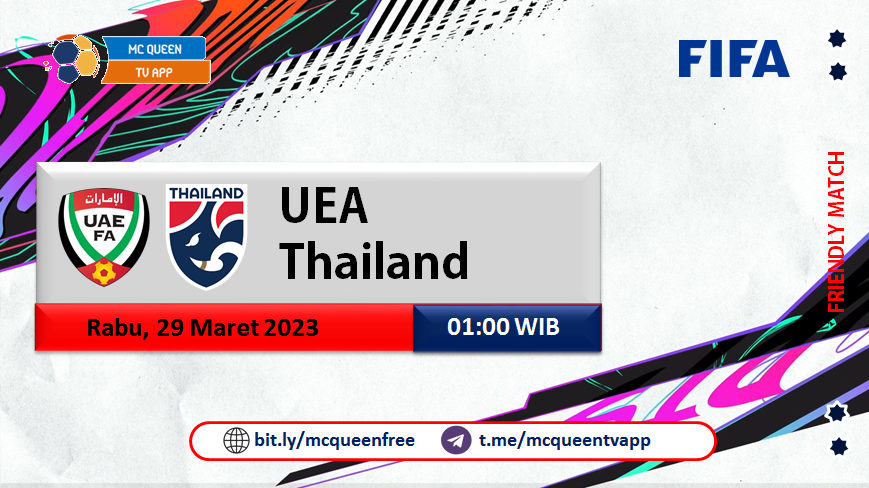 MC QUEEN
TV APP
FIFA
FRIENDLY MATCH
الإمارات
UAE
FA
THAILAND
UEA
Thailand
Rabu, 29 Maret 2023
01:00 WIB
bit.ly/mcqueenfree
t.me/mcqueentvapp